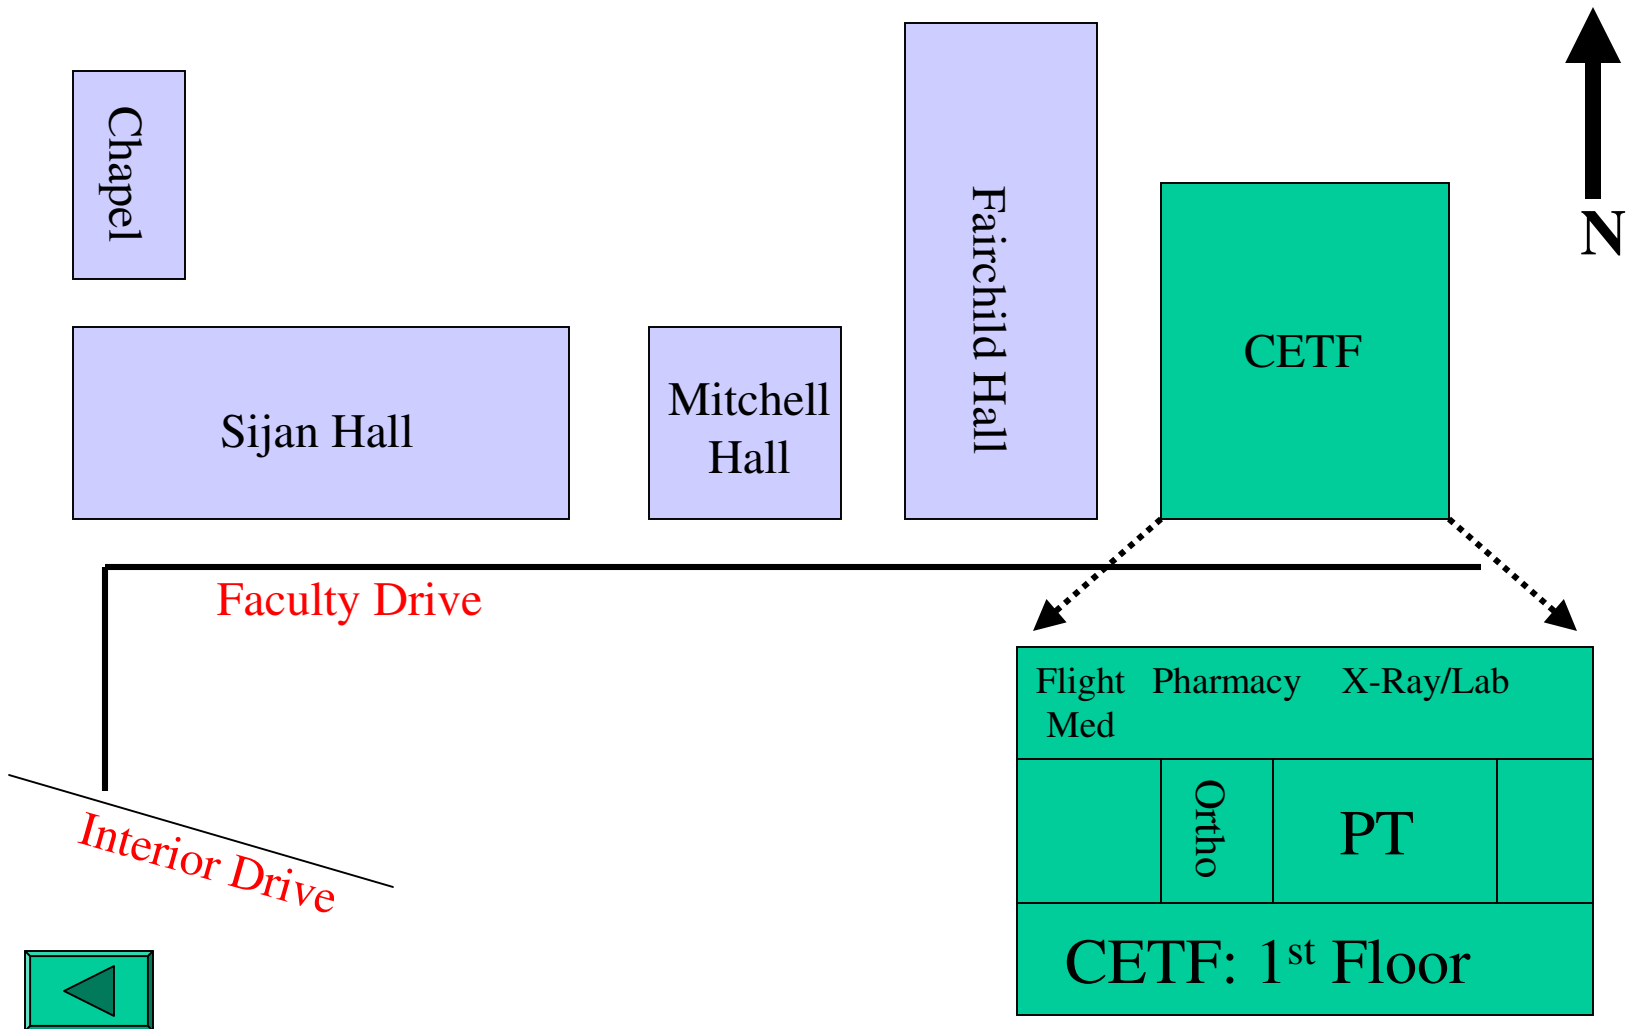 Chapel
Fairchild Hall
N
CETF
Sijan Hall
Mitchell
Hall
Faculty Drive
Flight Pharmacy X-Ray/Lab
Med
Ortho
PT
Interior Drive
CETF: 1st Floor